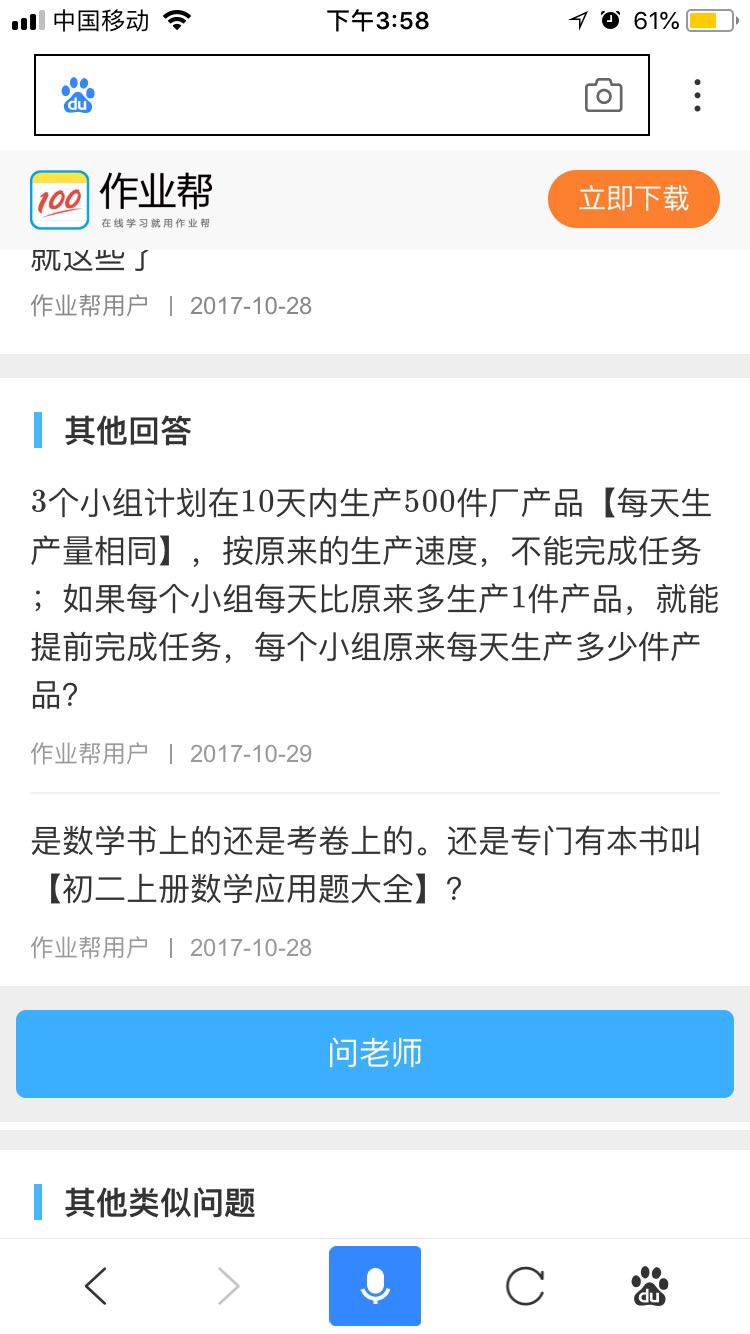 中国移动
下午3:58
61%
du
作业帮
100
在线学习就用作业帮
立即下载
就这些了
作业帮用户 | 2017-10-28
其他回答
3个小组计划在10天内生产500件厂产品【每天生
产量相同】，按原来的生产速度，不能完成任务
；如果每个小组每天比原来多生产1件产品，就能
提前完成任务，每个小组原来每天生产多少件产
品?
作业帮用户 | 2017-10-29
是数学书上的还是考卷上的。还是专门有本书叫
【初二上册数学应用题大全】?
作业帮用户 | 2017-10-28
问老师
其他类似问题
du